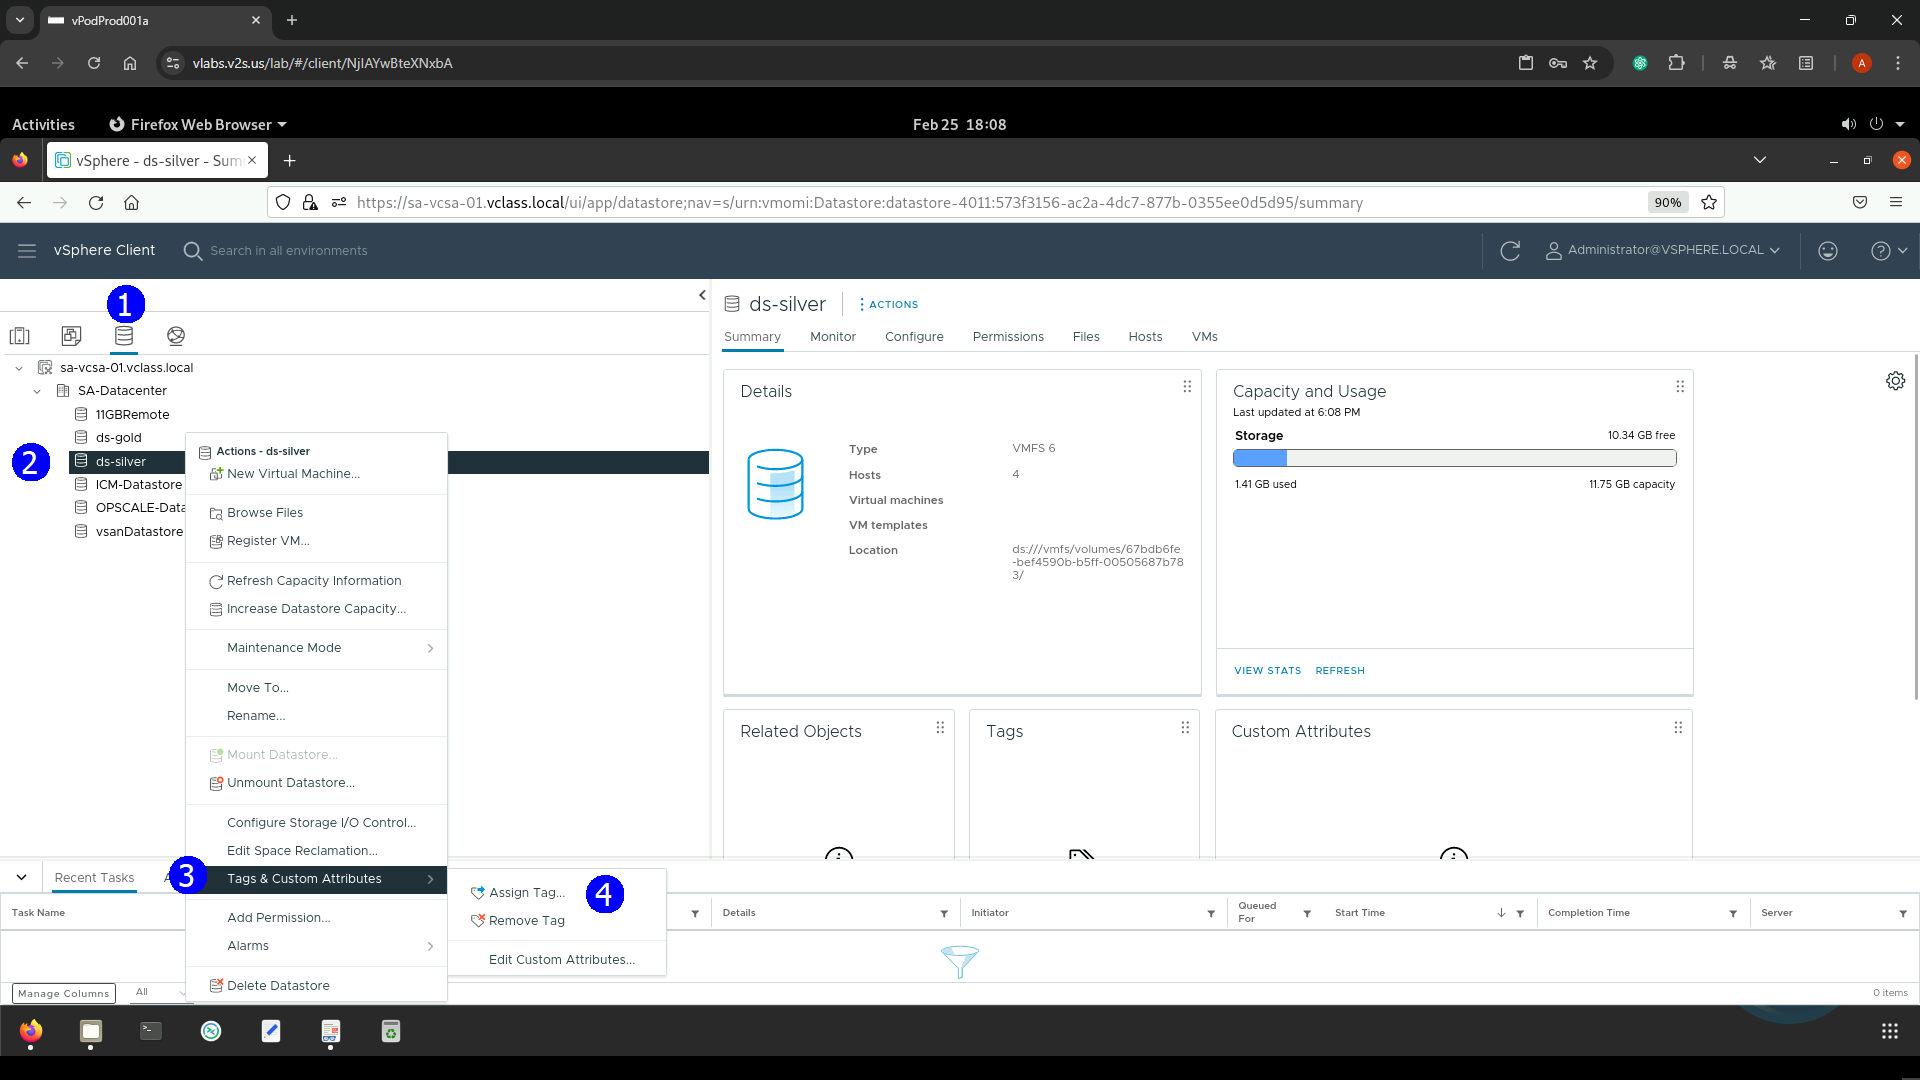 vPodProd001a
vlabs.v2s.us/lab/#/client/NjIAYwBteXNxbA
A
Activities
Firefox Web Browser
Feb 25 18:08
vSphere - ds-silver - Sum
https://sa-vcsa-01.vclass.local/ui/app/datastore;nav=s/urn:vmomi:Datastore:datastore-4011:573f3156-ac2a-4dc7-877b-0355ee0d5d95/summary
90%
vSphere Client
Search in all environments
Administrator@VSPHERE.LOCAL
1
sa-vcsa-01.vclass.local
SA-Datacenter
11GBRemote
ds-gold
2
ds-silver
ICM-Datastore
OPSCALE-Data
vsanDatastore
Actions - ds-silver
New Virtual Machine...
Browse Files
Register VM...
Refresh Capacity Information
Increase Datastore Capacity...
Maintenance Mode
Move To...
Rename...
Mount Datastore...
Unmount Datastore...
Configure Storage I/O Control...
Edit Space Reclamation...
3
Tags & Custom Attributes
Add Permission...
Alarms
Delete Datastore
Assign Tag...
4
Remove Tag
Edit Custom Attributes...
ds-silver
ACTIONS
Summary
Monitor
Configure
Permissions
Files
Hosts
VMs
Details
Type VMFS 6
Hosts 4
Virtual machines
VM templates
Location ds:///vmfs/volumes/67bdb6fe
-bef4590b-b5ff-00505687b78
3/
Capacity and Usage
Last updated at 6:08 PM
Storage 10.34 GB free
1.41 GB used 11.75 GB capacity
VIEW STATS REFRESH
Related Objects
Tags
Custom Attributes
Recent Tasks
A
Task Name
Details
Initiator
Queued
For
Start Time
Completion Time
Server
Manage Columns
All
0 items